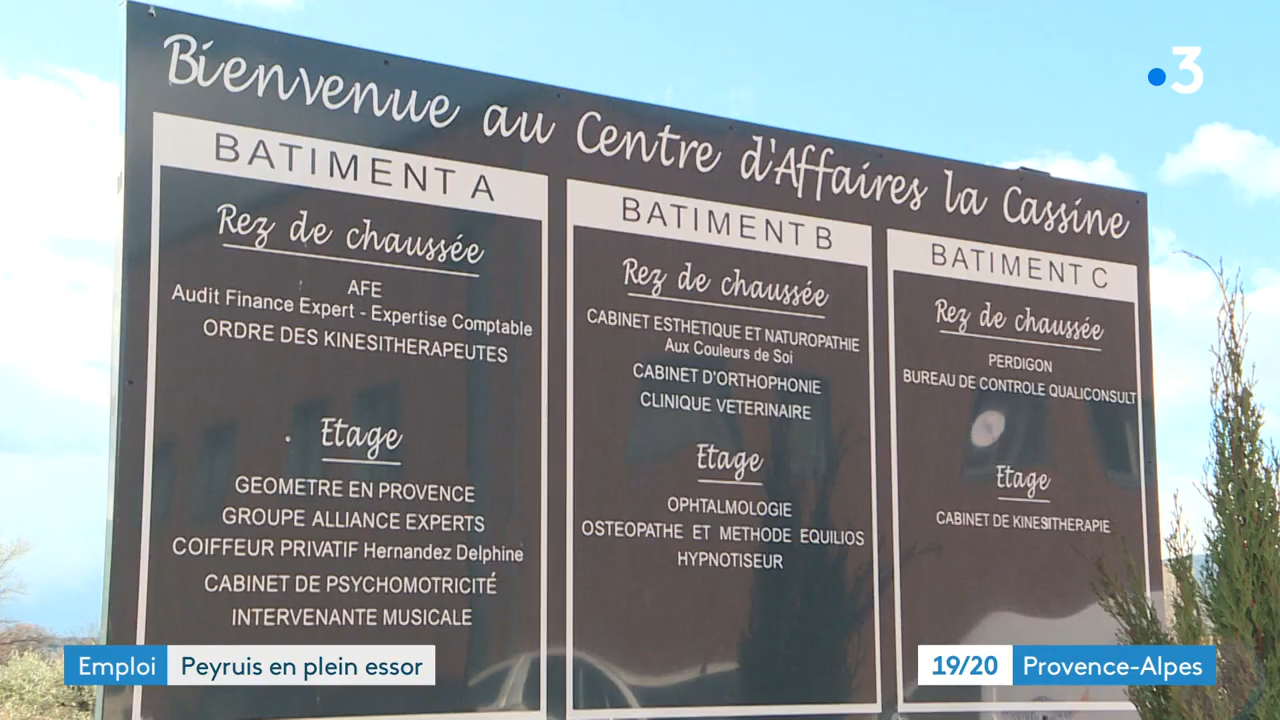 3
Bienvenue au Centre d'Affaires la Cassine
BATIMENT A
Rez de chaussée
AFE
Audit Finance Expert - Expertise Comptable
ORDRE DES KINESITHERAPEUTES
Etage
GEOMETRE EN PROVENCE
GROUPE ALLIANCE EXPERTS
COIFFEUR PRIVATIF Hernandez Delphine
CABINET DE PSYCHOMOTRICITÉ
INTERVENANTE MUSICALE
BATIMENT B
Rez de chaussée
CABINET ESTHETIQUE ET NATUROPATHIE
Aux Couleurs de Soi
CABINET D'ORTHOPHONIE
CLINIQUE VETERINAIRE
Etage
OPHTALMOLOGIE
OSTEOPATHE ET METHODE EQUILIOS
HYPNOTISEUR
BATIMENT C
Rez de chaussée
PERDIGON
BUREAU DE CONTROLE QUALICONSULT
Etage
CABINET DE KINESITHERAPIE
Emploi Peyruis en plein essor
19/20 Provence-Alpes